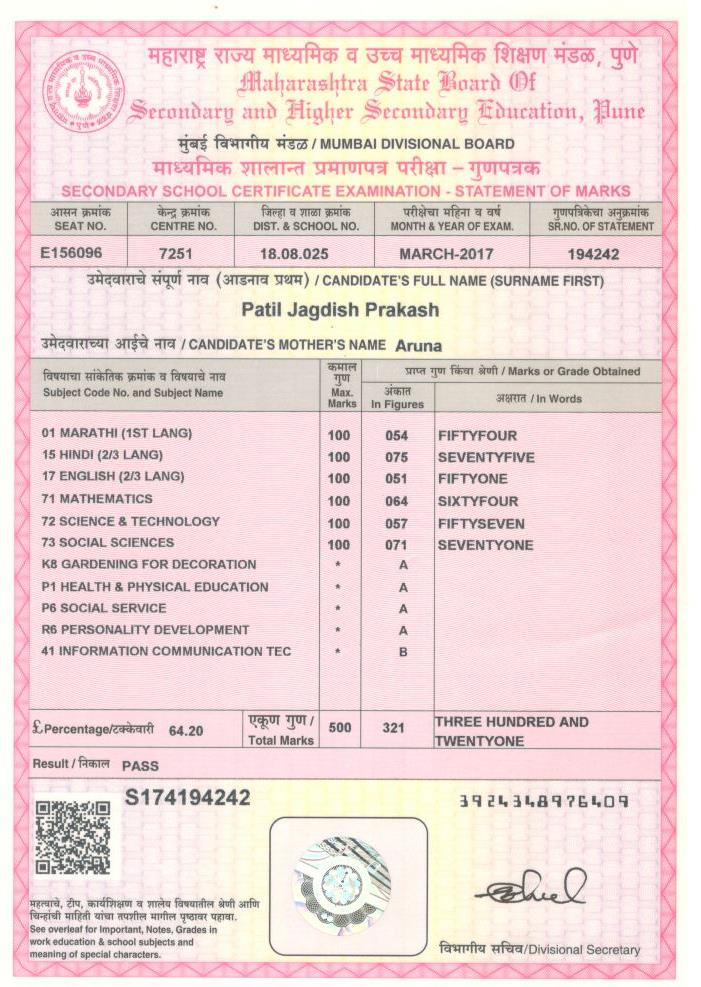 महाराष्ट्र राज्य माध्यमिक व उच्च माध्यमिक शिक्षण मंडळ, पुणे
Maharashtra State Board Of
Secondary and Higher Secondary Education, Pune
मुंबई विभागीय मंडळ / MUMBAI DIVISIONAL BOARD
माध्यमिक शालान्त प्रमाणपत्र परीक्षा – गुणपत्रक
SECONDARY SCHOOL CERTIFICATE EXAMINATION - STATEMENT OF MARKS
आसन क्रमांक केन्द्र क्रमांक जिल्हा व शाळा क्रमांक परीक्षेचा महिना व वर्ष गुणपत्रिकेचा अनुक्रमांक
SEAT NO. CENTRE NO. DIST. & SCHOOL NO. MONTH & YEAR OF EXAM. SR.NO. OF STATEMENT
E156096 7251 18.08.025 MARCH-2017 194242
उमेदवाराचे संपूर्ण नाव (आडनाव प्रथम) / CANDIDATE'S FULL NAME (SURNAME FIRST)
Patil Jagdish Prakash
उमेदवाराच्या आईचे नाव / CANDIDATE'S MOTHER'S NAME Aruna
विषयाचा सांकेतिक क्रमांक व विषयाचे नाव
Subject Code No. and Subject Name
कमाल
गुण
Max.
Marks
प्राप्त गुण किंवा श्रेणी / Marks or Grade Obtained
अंकात
In Figures
अक्षरात / In Words
01 MARATHI (1ST LANG) 100 054 FIFTYFOUR
15 HINDI (2/3 LANG) 100 075 SEVENTYFIVE
17 ENGLISH (2/3 LANG) 100 051 FIFTYONE
71 MATHEMATICS 100 064 SIXTYFOUR
72 SCIENCE & TECHNOLOGY 100 057 FIFTYSEVEN
73 SOCIAL SCIENCES 100 071 SEVENTYONE
K8 GARDENING FOR DECORATION * A
P1 HEALTH & PHYSICAL EDUCATION * A
P6 SOCIAL SERVICE * A
R6 PERSONALITY DEVELOPMENT * A
41 INFORMATION COMMUNICATION TEC * B
£ Percentage/टक्केवारी 64.20
एकूण गुण /
Total Marks
500 321
THREE HUNDRED AND
TWENTYONE
Result / निकाल PASS
S174194242
3924348976409
महत्वाचे, टीप, कार्यशिक्षण व शालेय विषयातील श्रेणी आणि
चिन्हांची माहिती यांचा तपशील मागील पृष्ठावर पहावा.
See overleaf for Important, Notes, Grades in
work education & school subjects and
meaning of special characters.
विभागीय सचिव/Divisional Secretary